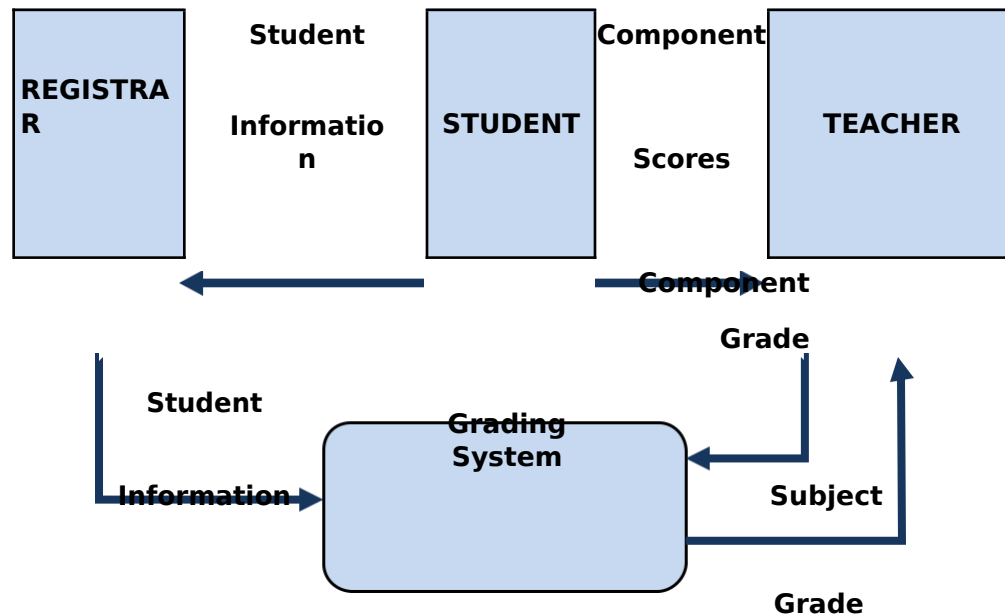 Student
Component
REGISTRA
R
Informatio
n
STUDENT
Scores
TEACHER
Component
Grade
Student
Grading
System
Information
Subject
Grade